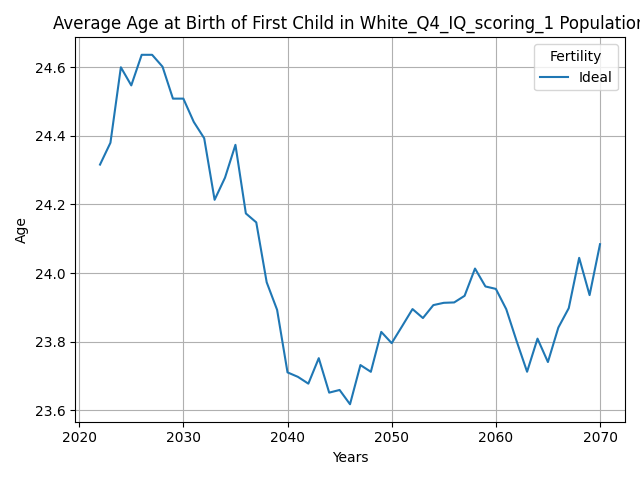 Average Age at Birth of First Child in White_Q4_IQ_scoring_1 Population
Fertility
Ideal
24.6
24.4
24.2
24.0
23.8
23.6
Age
2020
2030
2040
2050
2060
2070
Years